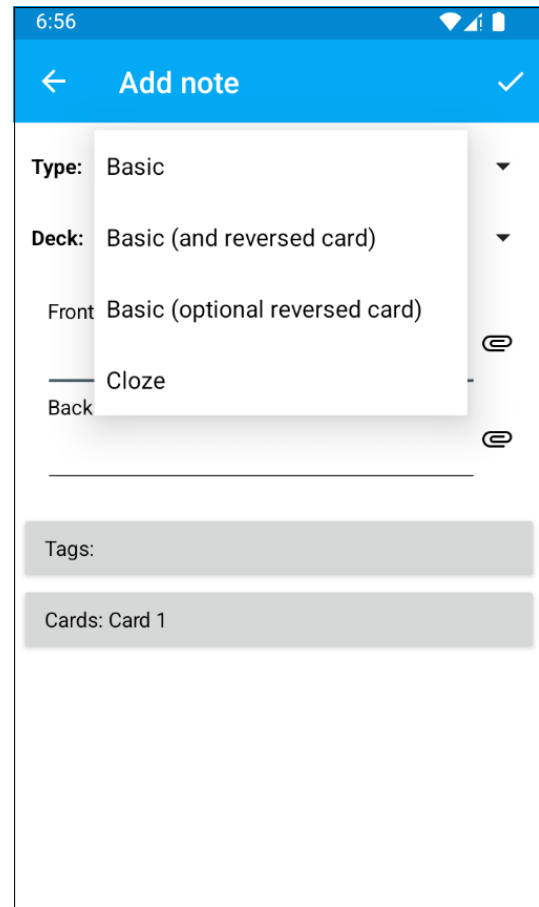 6:56
Add note
Type: Basic
Deck: Basic (and reversed card)
Front Basic (optional reversed card)
Cloze
Back
Tags:
Cards: Card 1